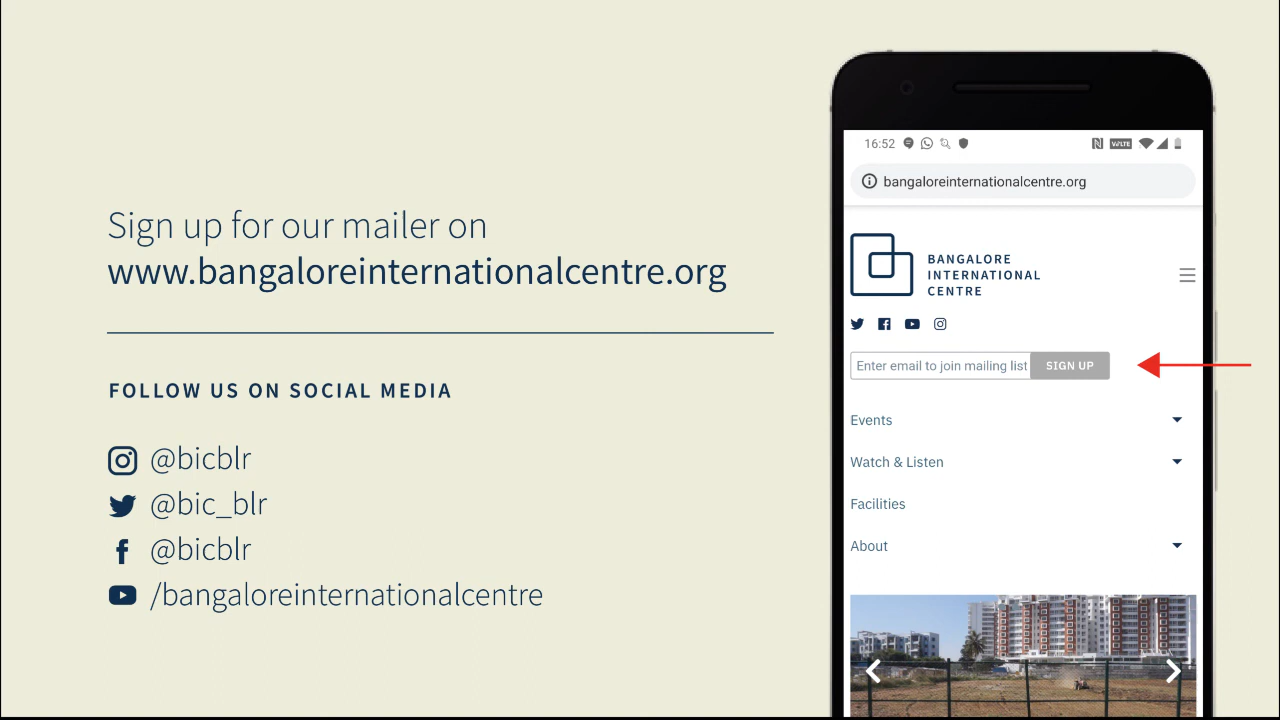 Sign up for our mailer on
www.bangaloreinternationalcentre.org
FOLLOW US ON SOCIAL MEDIA
@bicblr
@bic_blr
@bicblr
/bangaloreinternationalcentre
16:52
VoLTE
bangaloreinternationalcentre.org
BANGALORE
INTERNATIONAL
CENTRE
Enter email to join mailing list
SIGN UP
Events
Watch & Listen
Facilities
About